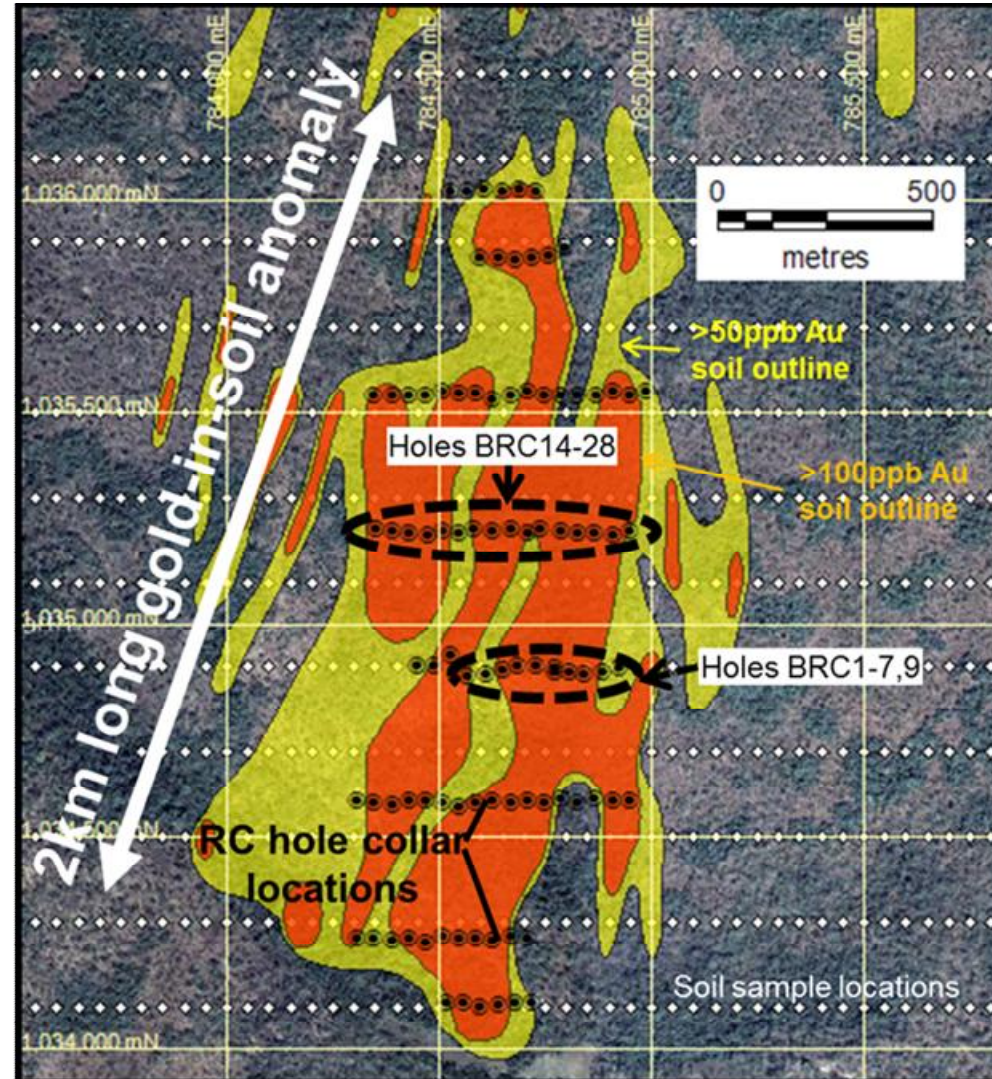 784,000 mE
784,500 mE
785,000 mE
785,500 mE
1,036,000 mN
0 500
metres
>50ppb Au
soil outline
1,035,500 mN
Holes BRC14-28
>100ppb Au
soil outline
2km long gold-in-soil anomaly
1,035,000 mN
Holes BRC1-7,9
RC hole collar
locations
Soil sample locations
1,034,000 mN